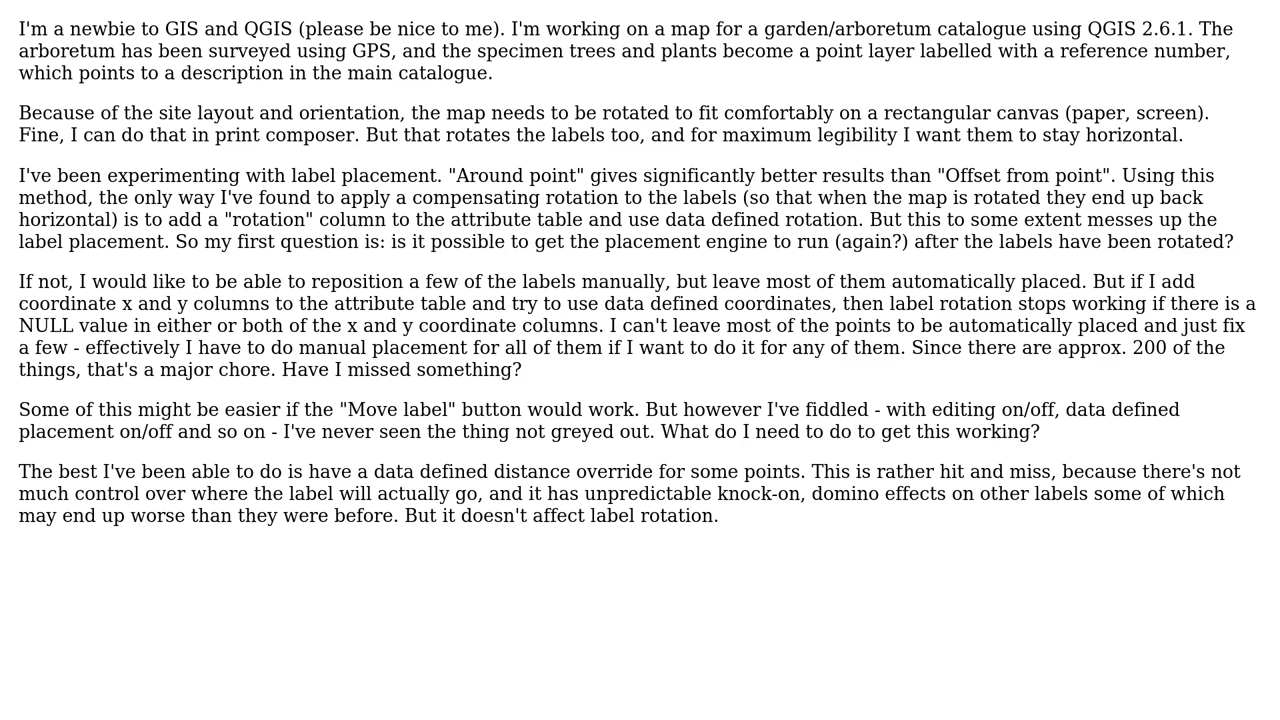 I'm a newbie to GIS and QGIS (please be nice to me). I'm working on a map for a garden/arboretum catalogue using QGIS 2.6.1. The
arboretum has been surveyed using GPS, and the specimen trees and plants become a point layer labelled with a reference number,
which points to a description in the main catalogue.
Because of the site layout and orientation, the map needs to be rotated to fit comfortably on a rectangular canvas (paper, screen).
Fine, I can do that in print composer. But that rotates the labels too, and for maximum legibility I want them to stay horizontal.
I've been experimenting with label placement. "Around point" gives significantly better results than "Offset from point". Using this
method, the only way I've found to apply a compensating rotation to the labels (so that when the map is rotated they end up back
horizontal) is to add a "rotation" column to the attribute table and use data defined rotation. But this to some extent messes up the
label placement. So my first question is: is it possible to get the placement engine to run (again?) after the labels have been rotated?
If not, I would like to be able to reposition a few of the labels manually, but leave most of them automatically placed. But if I add
coordinate x and y columns to the attribute table and try to use data defined coordinates, then label rotation stops working if there is a
NULL value in either or both of the x and y coordinate columns. I can't leave most of the points to be automatically placed and just fix
a few - effectively I have to do manual placement for all of them if I want to do it for any of them. Since there are approx. 200 of the
things, that's a major chore. Have I missed something?
Some of this might be easier if the "Move label" button would work. But however I've fiddled - with editing on/off, data defined
placement on/off and so on - I've never seen the thing not greyed out. What do I need to do to get this working?
The best I've been able to do is have a data defined distance override for some points. This is rather hit and miss, because there's not
much control over where the label will actually go, and it has unpredictable knock-on, domino effects on other labels some of which
may end up worse than they were before. But it doesn't affect label rotation.